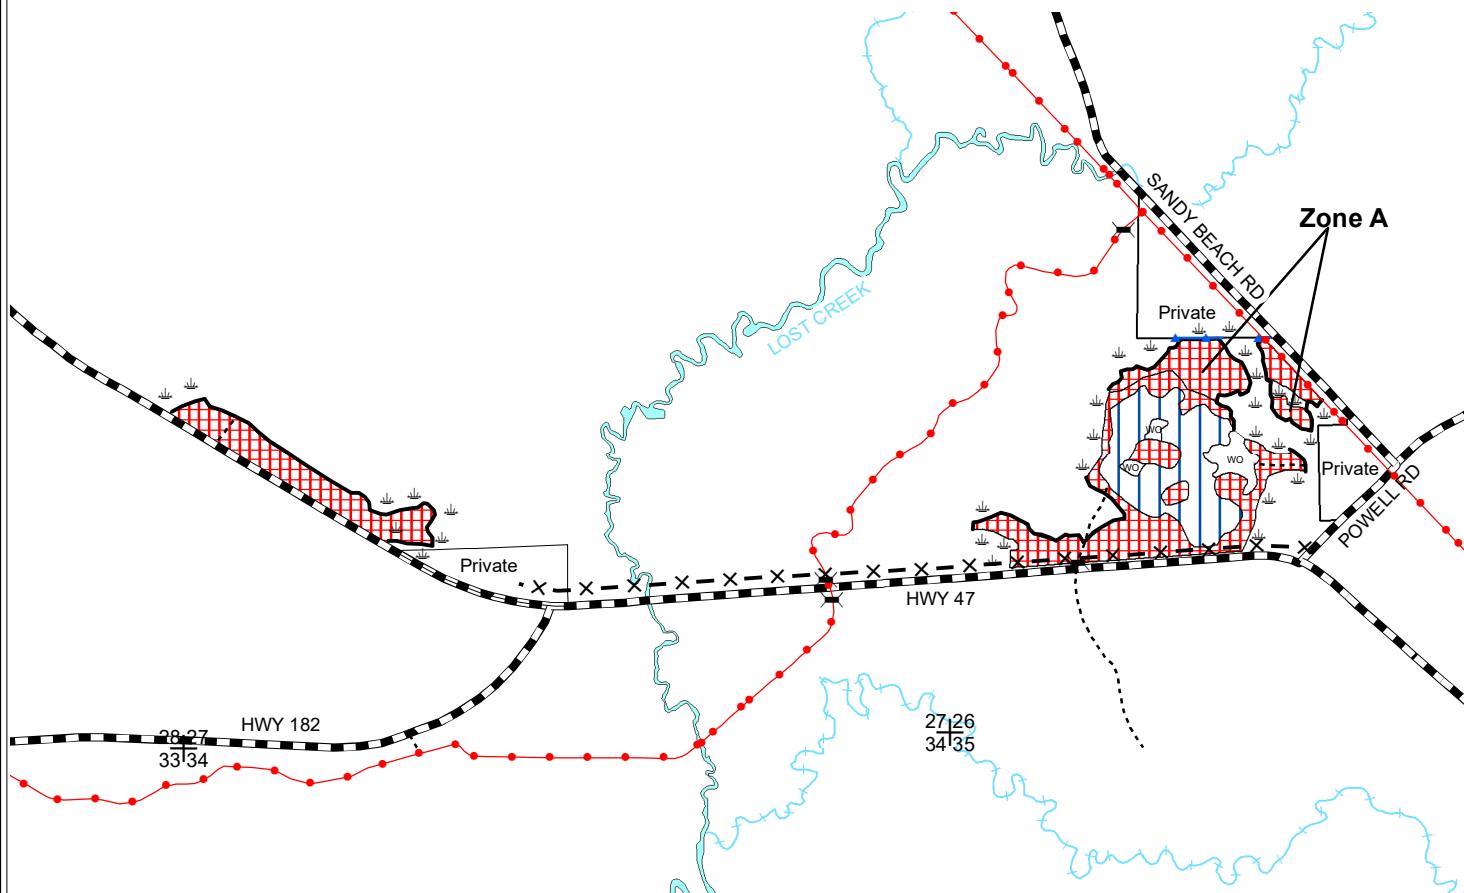 SANDY BEACH RD
Zone A
LOST CREEK
Private
WO
WO
WO
Private
POWELL RD
Private
HWY 47
HWY 182
28 27
33 34
27 26
34 35